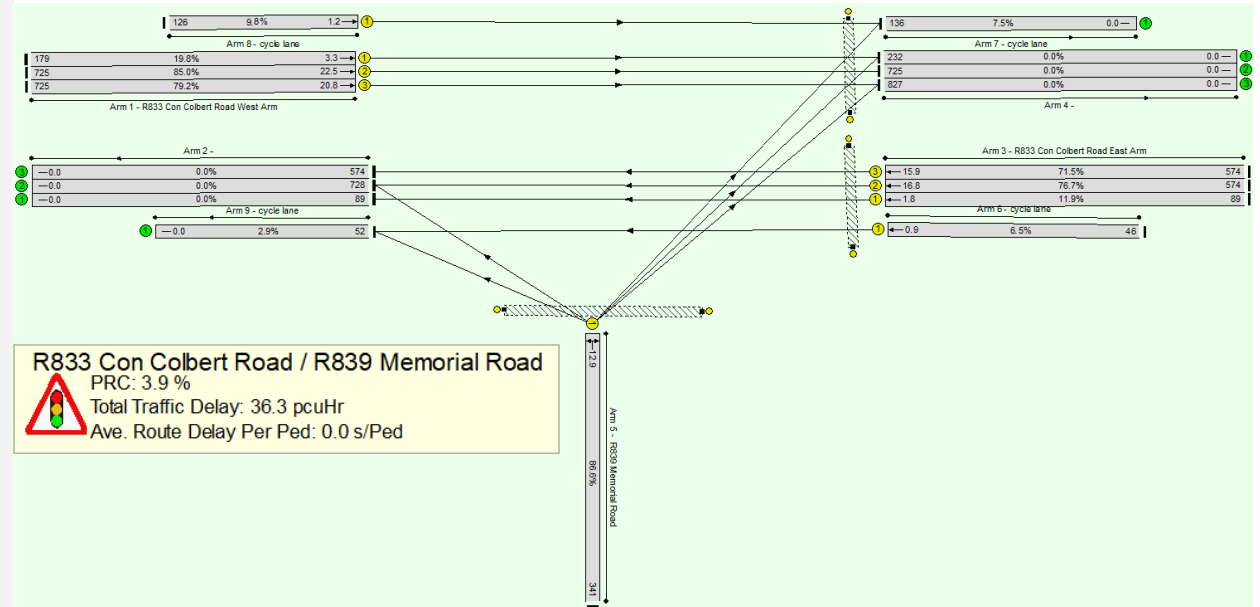 126 9.8% 1.2 1
Arm 8 - cycle lane
136 7.5% 0.0 1
Arm 7 - cycle lane
179 19.8% 3.3 1
725 85.0% 22.5 2
725 79.2% 20.8 3
Arm 1 - R833 Con Colbert Road West Arm
232 0.0% 0.0 1
725 0.0% 0.0 2
827 0.0% 0.0 3
Arm 4 -
Arm 2 -
3 0.0 0.0% 574
2 0.0 0.0% 728
1 0.0 0.0% 89
Arm 9 - cycle lane
1 0.0 2.9% 52
Arm 3 - R833 Con Colbert Road East Arm
3 15.9 71.5% 574
2 16.8 76.7% 574
1 1.8 11.9% 89
Arm 6 - cycle lane
1 0.9 6.5% 46
1
12.9
86.6%
341
Arm 5 - R839 Memorial Road
R833 Con Colbert Road / R839 Memorial Road
PRC: 3.9 %
Total Traffic Delay: 36.3 pcuHr
Ave. Route Delay Per Ped: 0.0 s/Ped